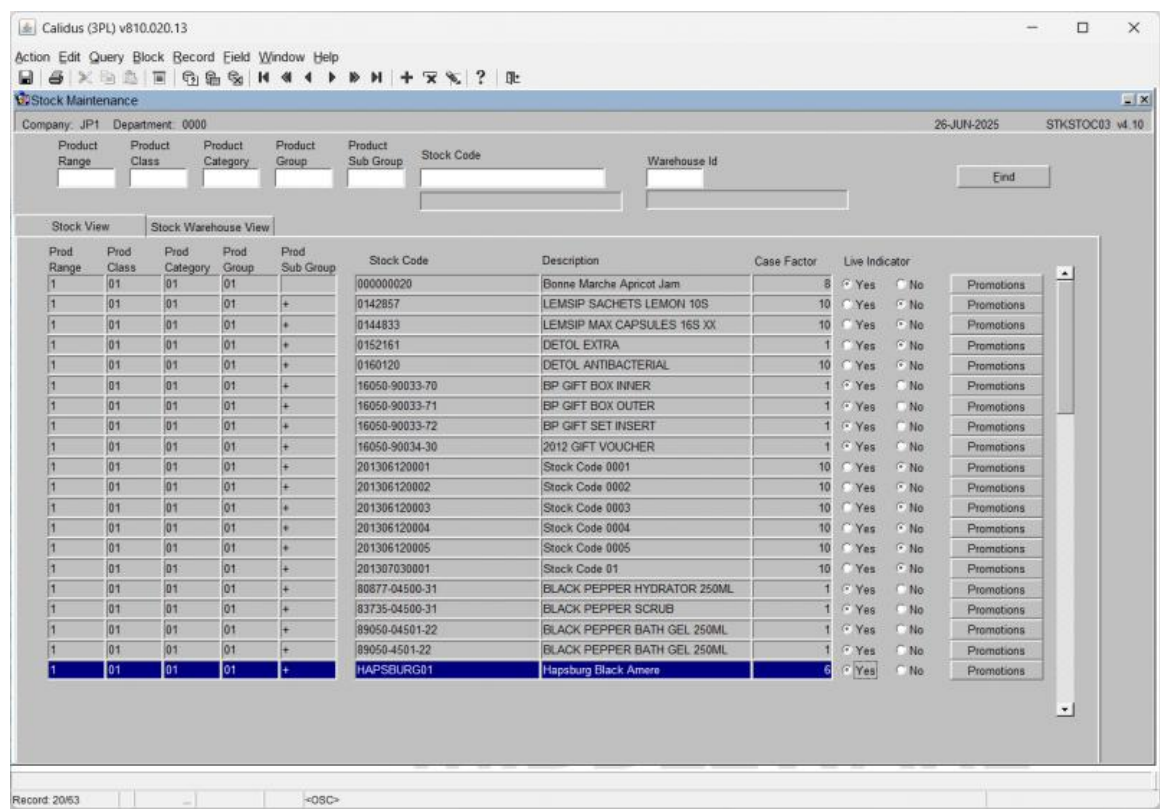 Calidus (3PL) v810.020.13
Action Edit Query Block Record Field Window Help
Stock Maintenance
Company: JP1 Department: 0000 26-JUN-2025 STKSTOC03 v4.10
Product Range Product Class Product Category Product Group Product Sub Group Stock Code Warehouse Id
Find
Stock View Stock Warehouse View
Prod Range Prod Class Prod Category Prod Group Prod Sub Group Stock Code Description Case Factor Live Indicator
1 01 01 01 000000020 Bonne Marche Apricot Jam 8 Yes No Promotions
1 01 01 01 + 0142857 LEMSIP SACHETS LEMON 10S 10 Yes No Promotions
1 01 01 01 + 0144833 LEMSIP MAX CAPSULES 16S XX 10 Yes No Promotions
1 01 01 01 + 0152161 DETOL EXTRA 1 Yes No Promotions
1 01 01 01 + 0160120 DETOL ANTIBACTERIAL 10 Yes No Promotions
1 01 01 01 + 16050-90033-70 BP GIFT BOX INNER 1 Yes No Promotions
1 01 01 01 + 16050-90033-71 BP GIFT BOX OUTER 1 Yes No Promotions
1 01 01 01 + 16050-90033-72 BP GIFT SET INSERT 1 Yes No Promotions
1 01 01 01 + 16050-90034-30 2012 GIFT VOUCHER 1 Yes No Promotions
1 01 01 01 + 201306120001 Stock Code 0001 10 Yes No Promotions
1 01 01 01 + 201306120002 Stock Code 0002 10 Yes No Promotions
1 01 01 01 + 201306120003 Stock Code 0003 10 Yes No Promotions
1 01 01 01 + 201306120004 Stock Code 0004 10 Yes No Promotions
1 01 01 01 + 201306120005 Stock Code 0005 10 Yes No Promotions
1 01 01 01 + 201307030001 Stock Code 01 10 Yes No Promotions
1 01 01 01 + 80877-04500-31 BLACK PEPPER HYDRATOR 250ML 1 Yes No Promotions
1 01 01 01 + 83735-04500-31 BLACK PEPPER SCRUB 1 Yes No Promotions
1 01 01 01 + 89050-04501-22 BLACK PEPPER BATH GEL 250ML 1 Yes No Promotions
1 01 01 01 + 89050-4501-22 BLACK PEPPER BATH GEL 250ML 1 Yes No Promotions
1 01 01 01 + HAPSBURG01 Hapsburg Black Amere 6 Yes No Promotions
Record: 20/63 ... <OSC>